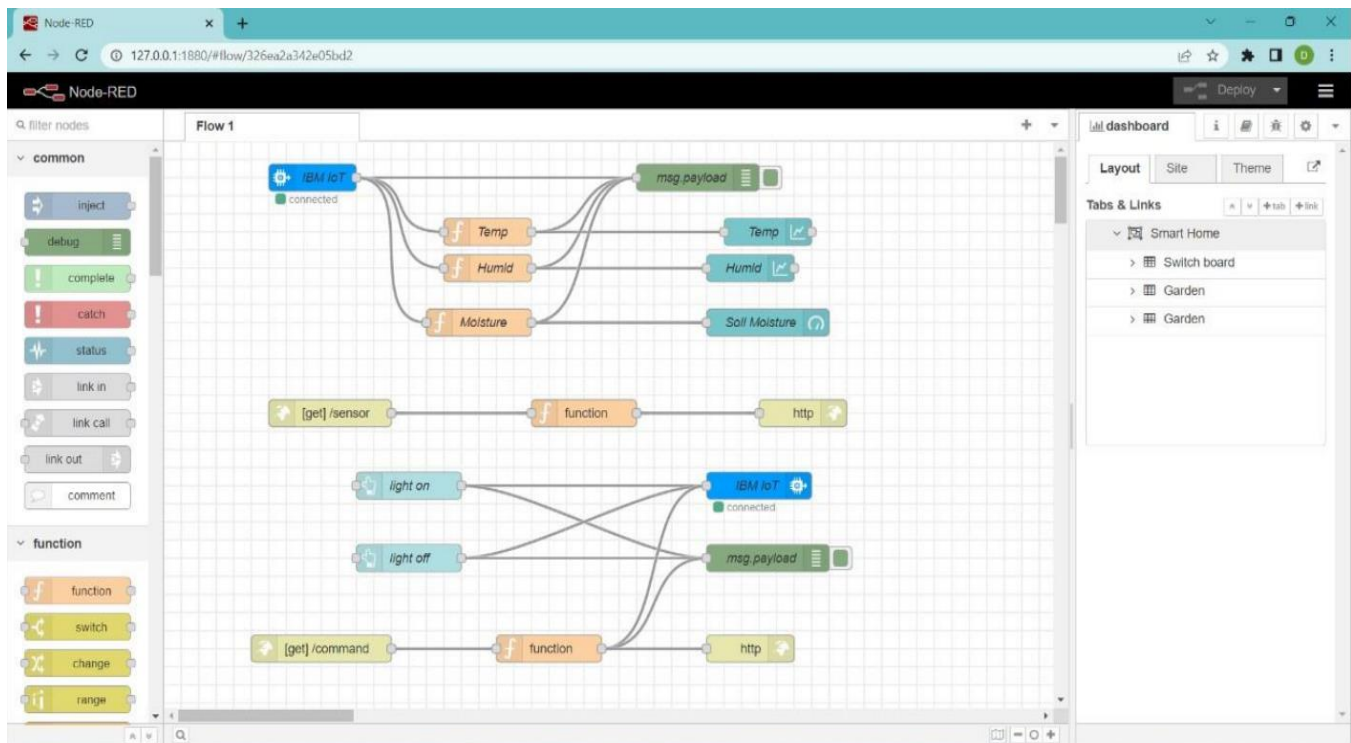 Node-RED
127.0.0.1:1880/#flow/326ea2a342e05bd2
D
Node-RED
Deploy
filter nodes
Flow 1
dashboard
i
common
inject
debug
complete
catch
status
link in
link call
link out
comment
function
function
switch
change
range
IBM IoT
connected
msg.payload
Temp
Temp
Humid
Humid
Moisture
Soil Moisture
[get] /sensor
function
http
light on
IBM IoT
connected
light off
msg.payload
[get] /command
function
http
Layout
Site
Theme
Tabs & Links
+tab
+link
Smart Home
Switch board
Garden
Garden